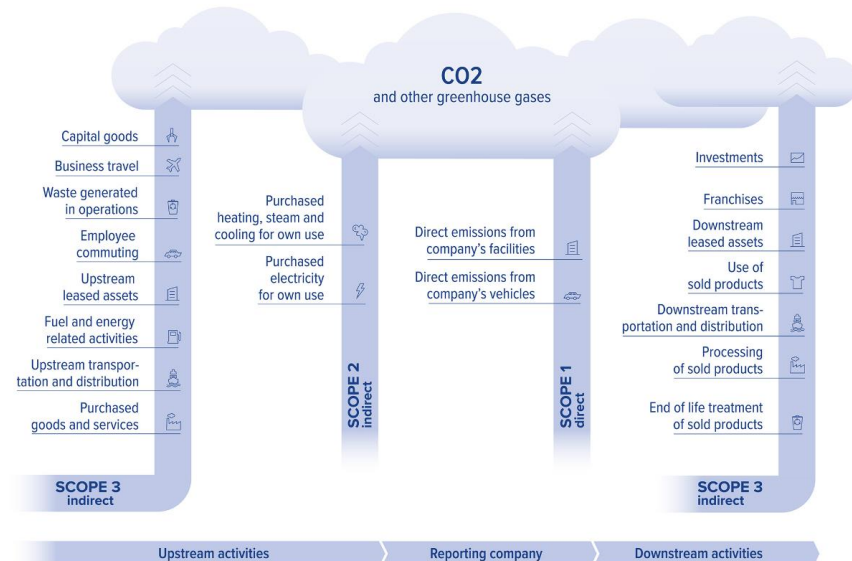 CO2
and other greenhouse gases
Capital goods
Business travel
Waste generated
in operations
Employee
commuting
Upstream
leased assets
Fuel and energy
related activities
Upstream transpor-
tation and distribution
Purchased
goods and services
SCOPE 3
indirect
Purchased
heating, steam and
cooling for own use
Purchased
electricity
for own use
SCOPE 2
indirect
Direct emissions from
company's facilities
Direct emissions from
company's vehicles
SCOPE 1
direct
Investments
Franchises
Downstream
leased assets
Use of
sold products
Downstream trans-
portation and distribution
Processing
of sold products
End of life treatment
of sold products
SCOPE 3
indirect
Upstream activities
Reporting company
Downstream activities